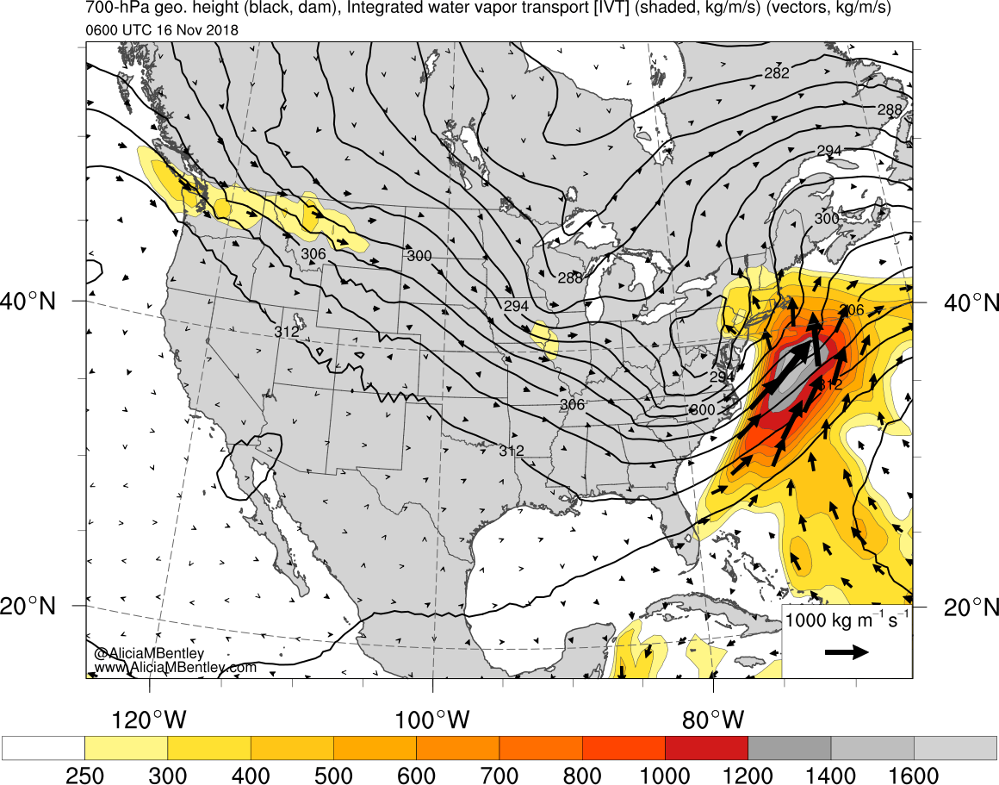 700-hPa geo. height (black, dam), Integrated water vapor transport [IVT] (shaded, kg/m/s) (vectors, kg/m/s)
0600 UTC 16 Nov 2018
282
288
294
300
306
300
288
306
40°N
294
40°N
312
294
312
306
300
312
20°N
20°N
1000 kg m⁻¹ s⁻¹
@AliciaMBentley
www.AliciaMBentley.com
120°W 100°W 80°W
250 300 400 500 600 700 800 1000 1200 1400 1600